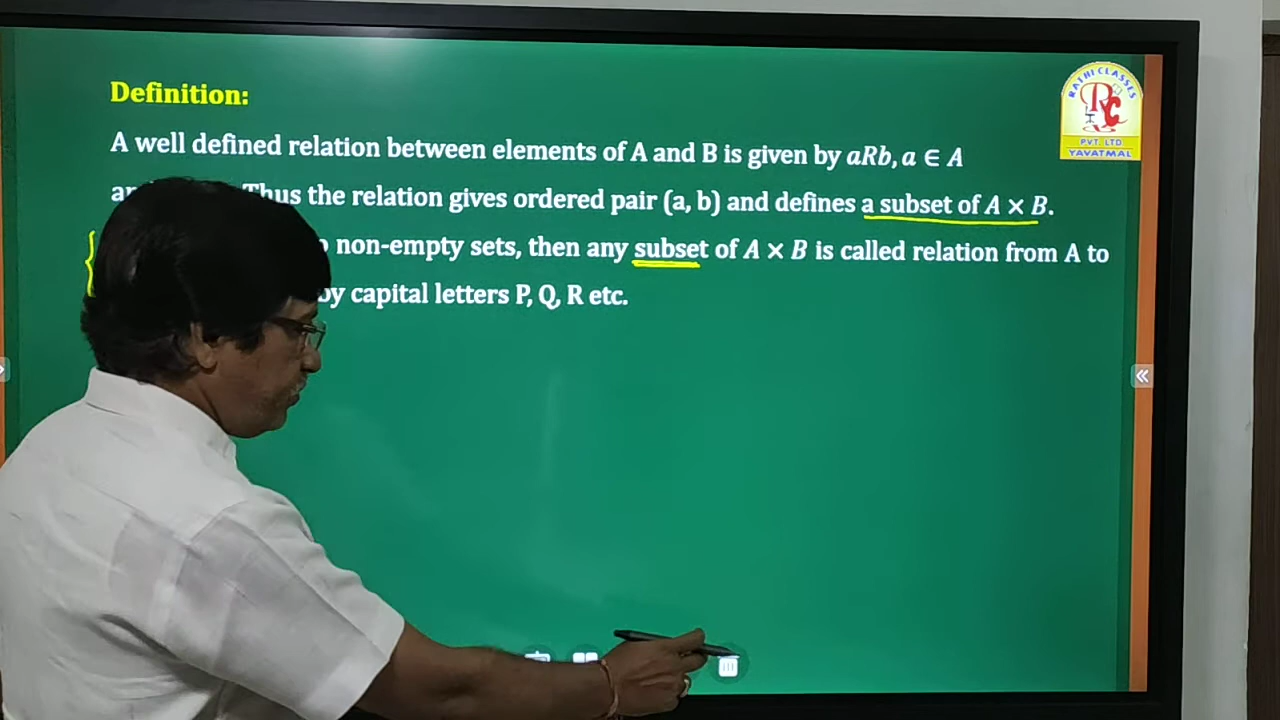 Definition:
A well defined relation between elements of A and B is given by aRb, a ∈ A
Thus the relation gives ordered pair (a, b) and defines a subset of A × B.
non-empty sets, then any subset of A × B is called relation from A to
by capital letters P, Q, R etc.
RATHI CLASSES
PVT. LTD.
YAVATMAL